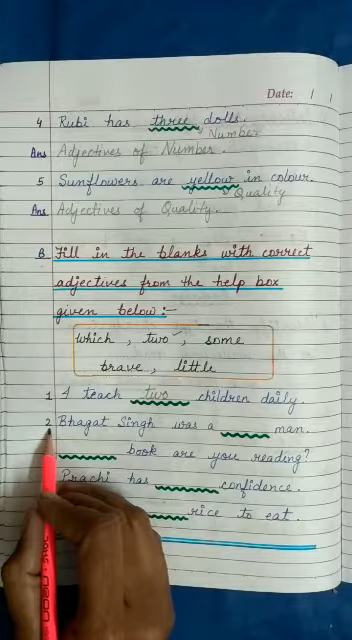 Date: / /
4 Rubi has three dolls.
Number
Ans Adjectives of Number.
5 Sunflowers are yellow in colour.
Quality
Ans Adjectives of Quality.
B Fill in the blanks with correct
adjectives from the help box
given below:-
which, two, some
brave, little
1 I teach two children daily.
2 Bhagat Singh was a man.
book are you reading?
Prachi has confidence.
rice to eat.